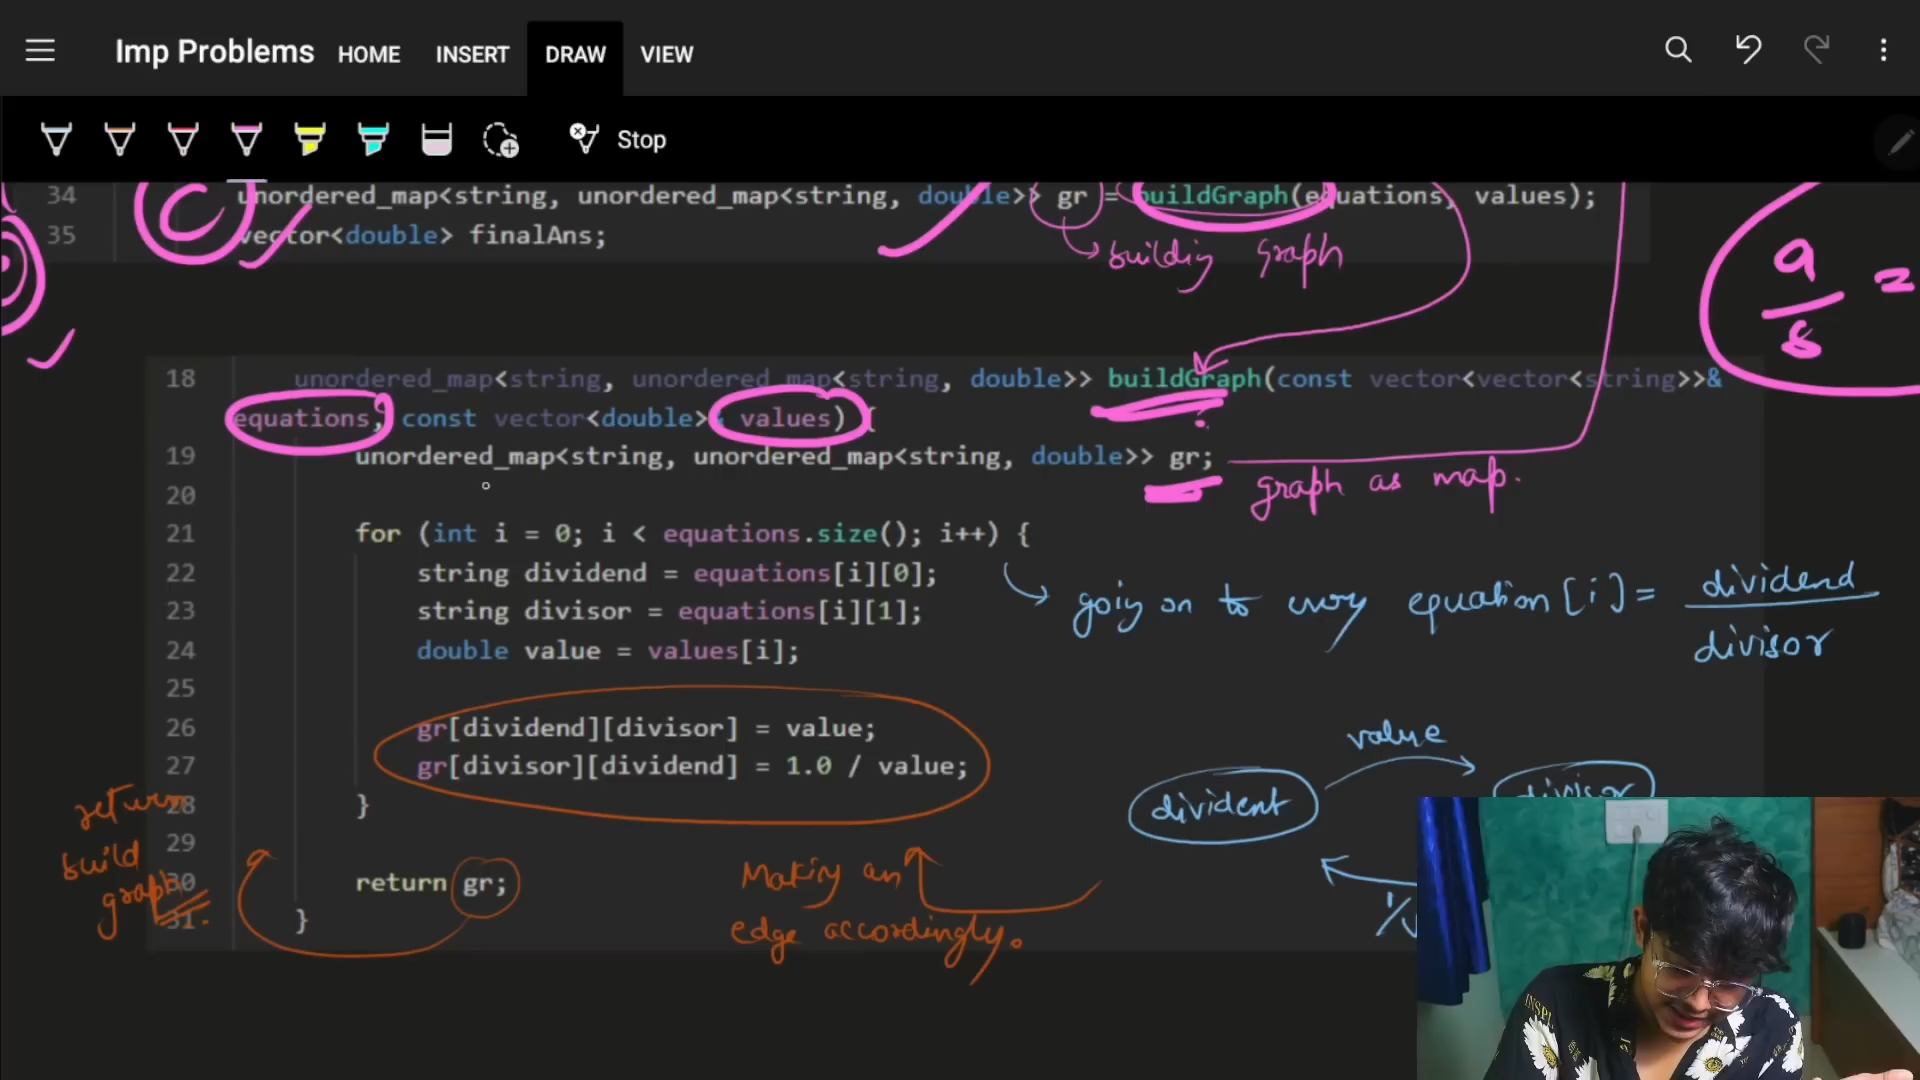 Imp Problems HOME INSERT DRAW VIEW
Stop
34 unordered_map<string, unordered_map<string, double>> gr = buildGraph(equations, values);
35 vector<double> finalAns;
building graph
a
=
18 unordered_map<string, unordered_map<string, double>> buildGraph(const vector<vector<string>>&
equations, const vector<double>& values) {
19 unordered_map<string, unordered_map<string, double>> gr;
graph as map.
20
21 for (int i = 0; i < equations.size(); i++) {
22 string dividend = equations[i][0];
going on to every equation[i] = dividend
divisor
23 string divisor = equations[i][1];
24 double value = values[i];
25
26 gr[dividend][divisor] = value;
value
27 gr[divisor][dividend] = 1.0 / value;
divident divisor
28 }
29
30 return gr;
31 }
return
build
graph.
Making an
edge accordingly.
INSPI